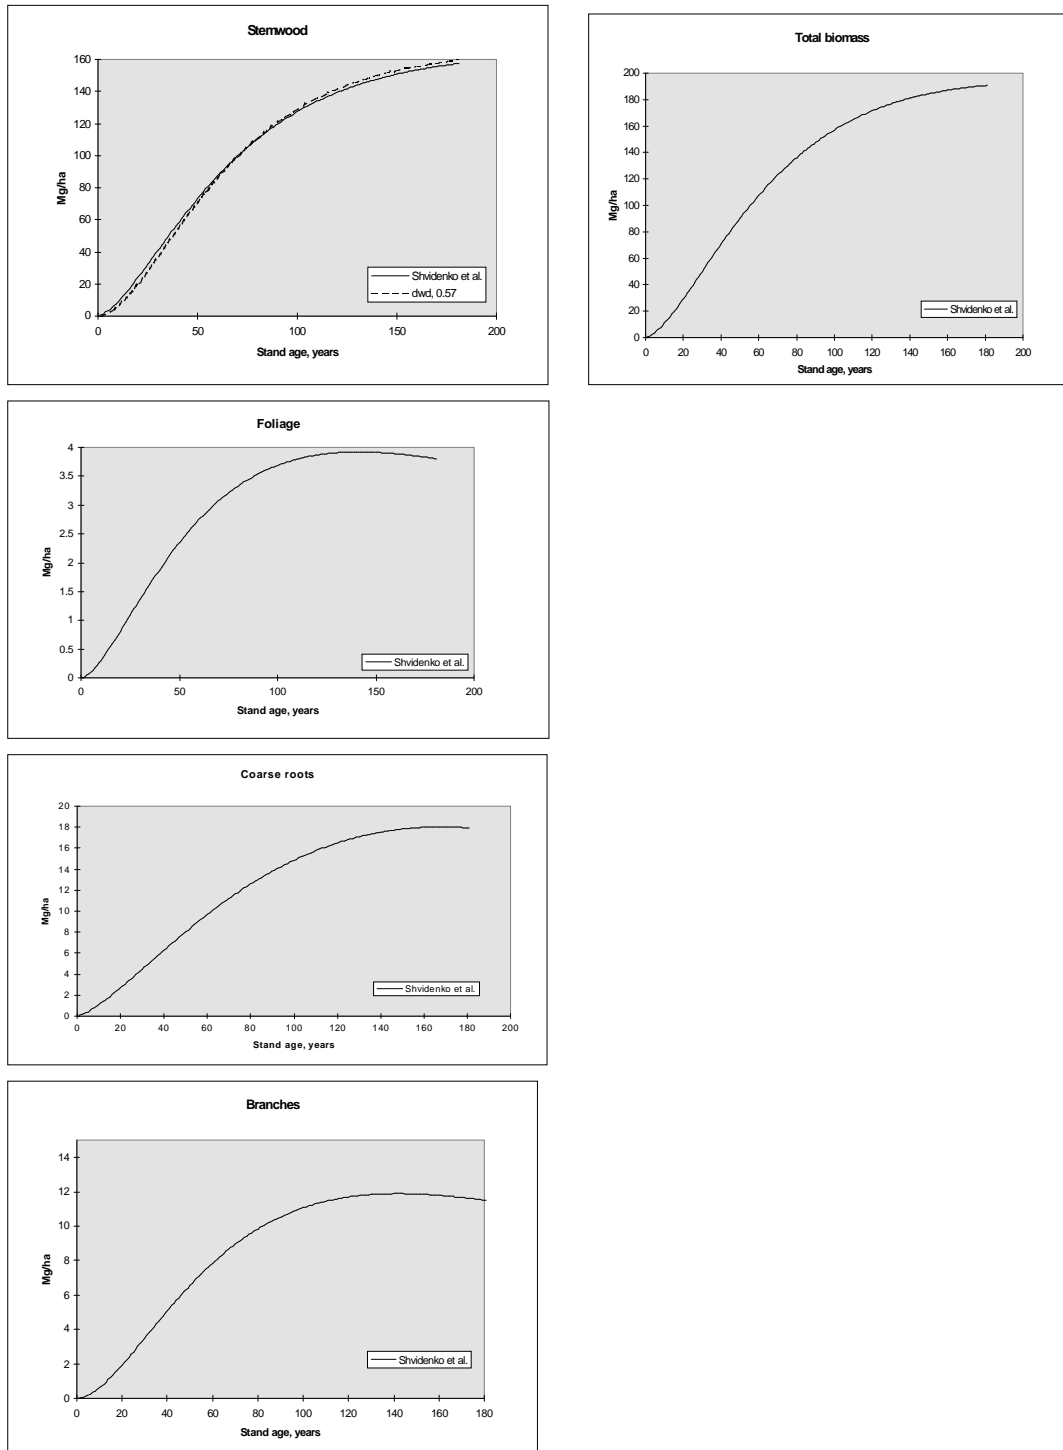 Stemwood
160
140
120
100
80
60
40
20
0
Mg/ha
Shvidenko et al.
dwd, 0.57
0 50 100 150 200
Stand age, years
Total biomass
200
180
160
140
120
100
80
60
40
20
0
Mg/ha
Shvidenko et al.
0 20 40 60 80 100 120 140 160 180 200
Stand age, years
Foliage
4
3.5
3
2.5
2
1.5
1
0.5
0
Mg/ha
Shvidenko et al.
0 50 100 150 200
Stand age, years
Coarse roots
20
18
16
14
12
10
8
6
4
2
0
Mg/ha
Shvidenko et al.
0 20 40 60 80 100 120 140 160 180 200
Stand age, years
Branches
14
12
10
8
6
4
2
0
Mg/ha
Shvidenko et al.
0 20 40 60 80 100 120 140 160 180
Stand age, years